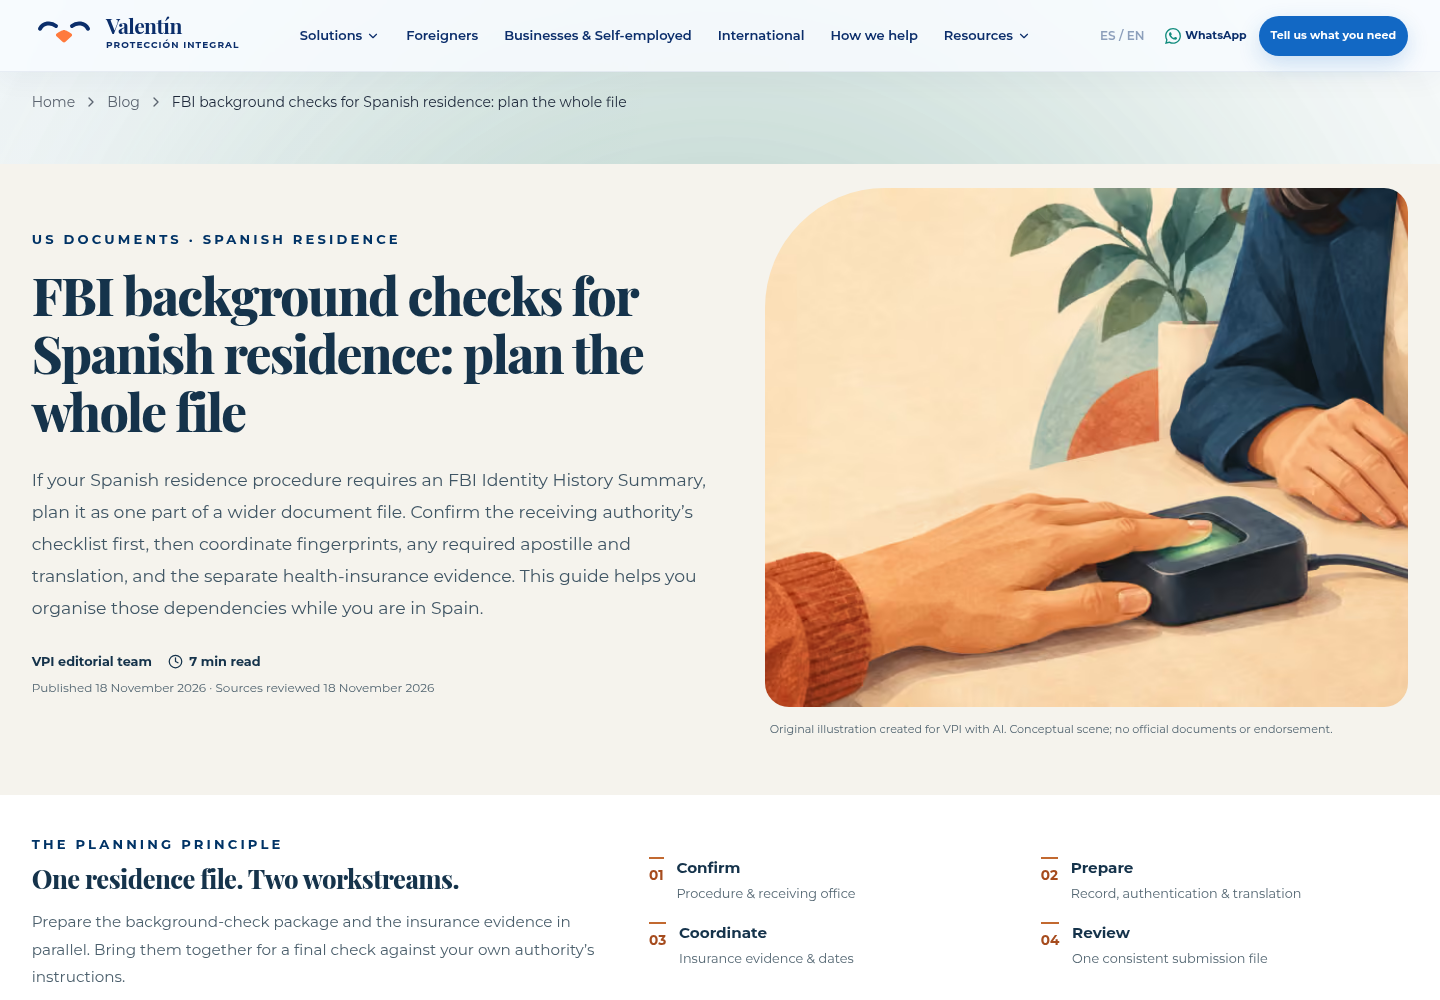 Valentín
PROTECCIÓN INTEGRAL
Solutions
Foreigners
Businesses & Self-employed
International
How we help
Resources
ES / EN
WhatsApp
Tell us what you need
Home
Blog
FBI background checks for Spanish residence: plan the whole file
US DOCUMENTS · SPANISH RESIDENCE
FBI background checks for
Spanish residence: plan the
whole file
If your Spanish residence procedure requires an FBI Identity History Summary,
plan it as one part of a wider document file. Confirm the receiving authority’s
checklist first, then coordinate fingerprints, any required apostille and
translation, and the separate health-insurance evidence. This guide helps you
organise those dependencies while you are in Spain.
VPI editorial team
7 min read
Published 18 November 2026 · Sources reviewed 18 November 2026
Original illustration created for VPI with AI. Conceptual scene; no official documents or endorsement.
THE PLANNING PRINCIPLE
One residence file. Two workstreams.
Prepare the background-check package and the insurance evidence in
parallel. Bring them together for a final check against your own authority’s
instructions.
01
Confirm
Procedure & receiving office
02
Prepare
Record, authentication & translation
03
Coordinate
Insurance evidence & dates
04
Review
One consistent submission file